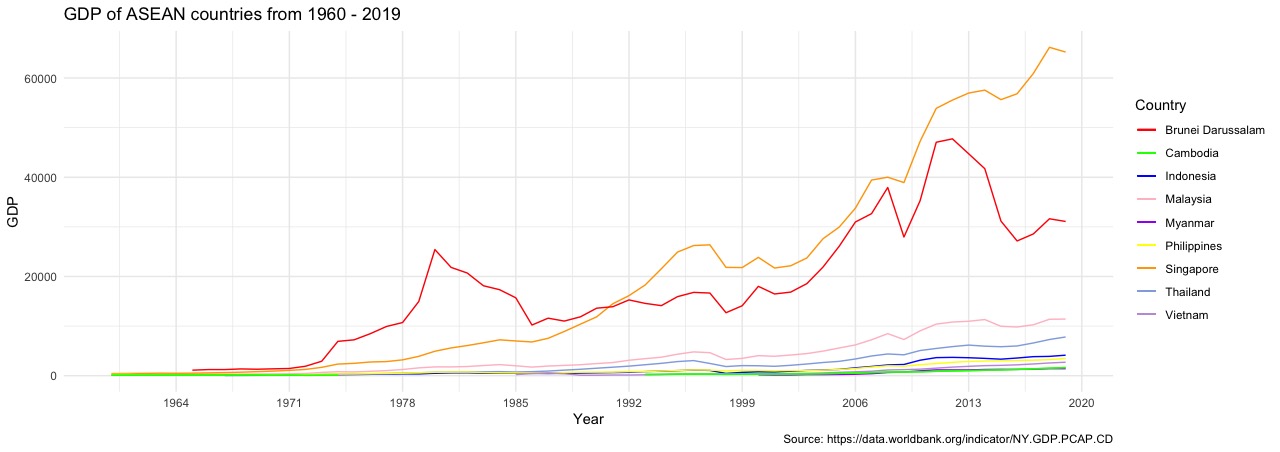 GDP of ASEAN countries from 1960 - 2019
GDP
60000
40000
20000
0
1964 1971 1978 1985 1992 1999 2006 2013 2020
Year
Country
Brunei Darussalam
Cambodia
Indonesia
Malaysia
Myanmar
Philippines
Singapore
Thailand
Vietnam
Source: https://data.worldbank.org/indicator/NY.GDP.PCAP.CD